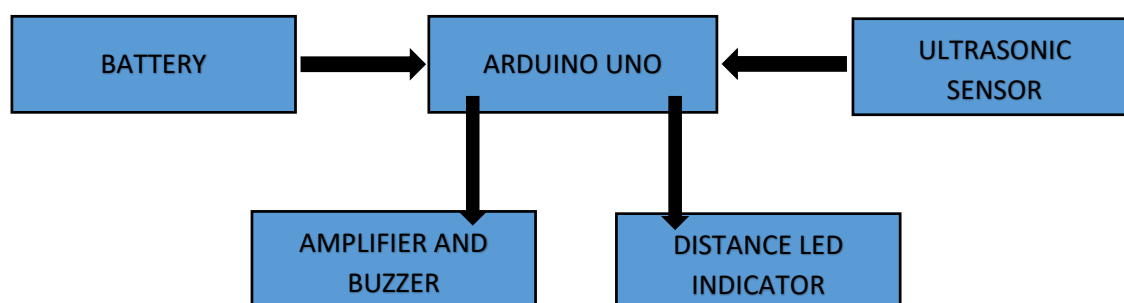 BATTERY
ARDUINO UNO
ULTRASONIC
SENSOR
AMPLIFIER AND
BUZZER
DISTANCE LED
INDICATOR